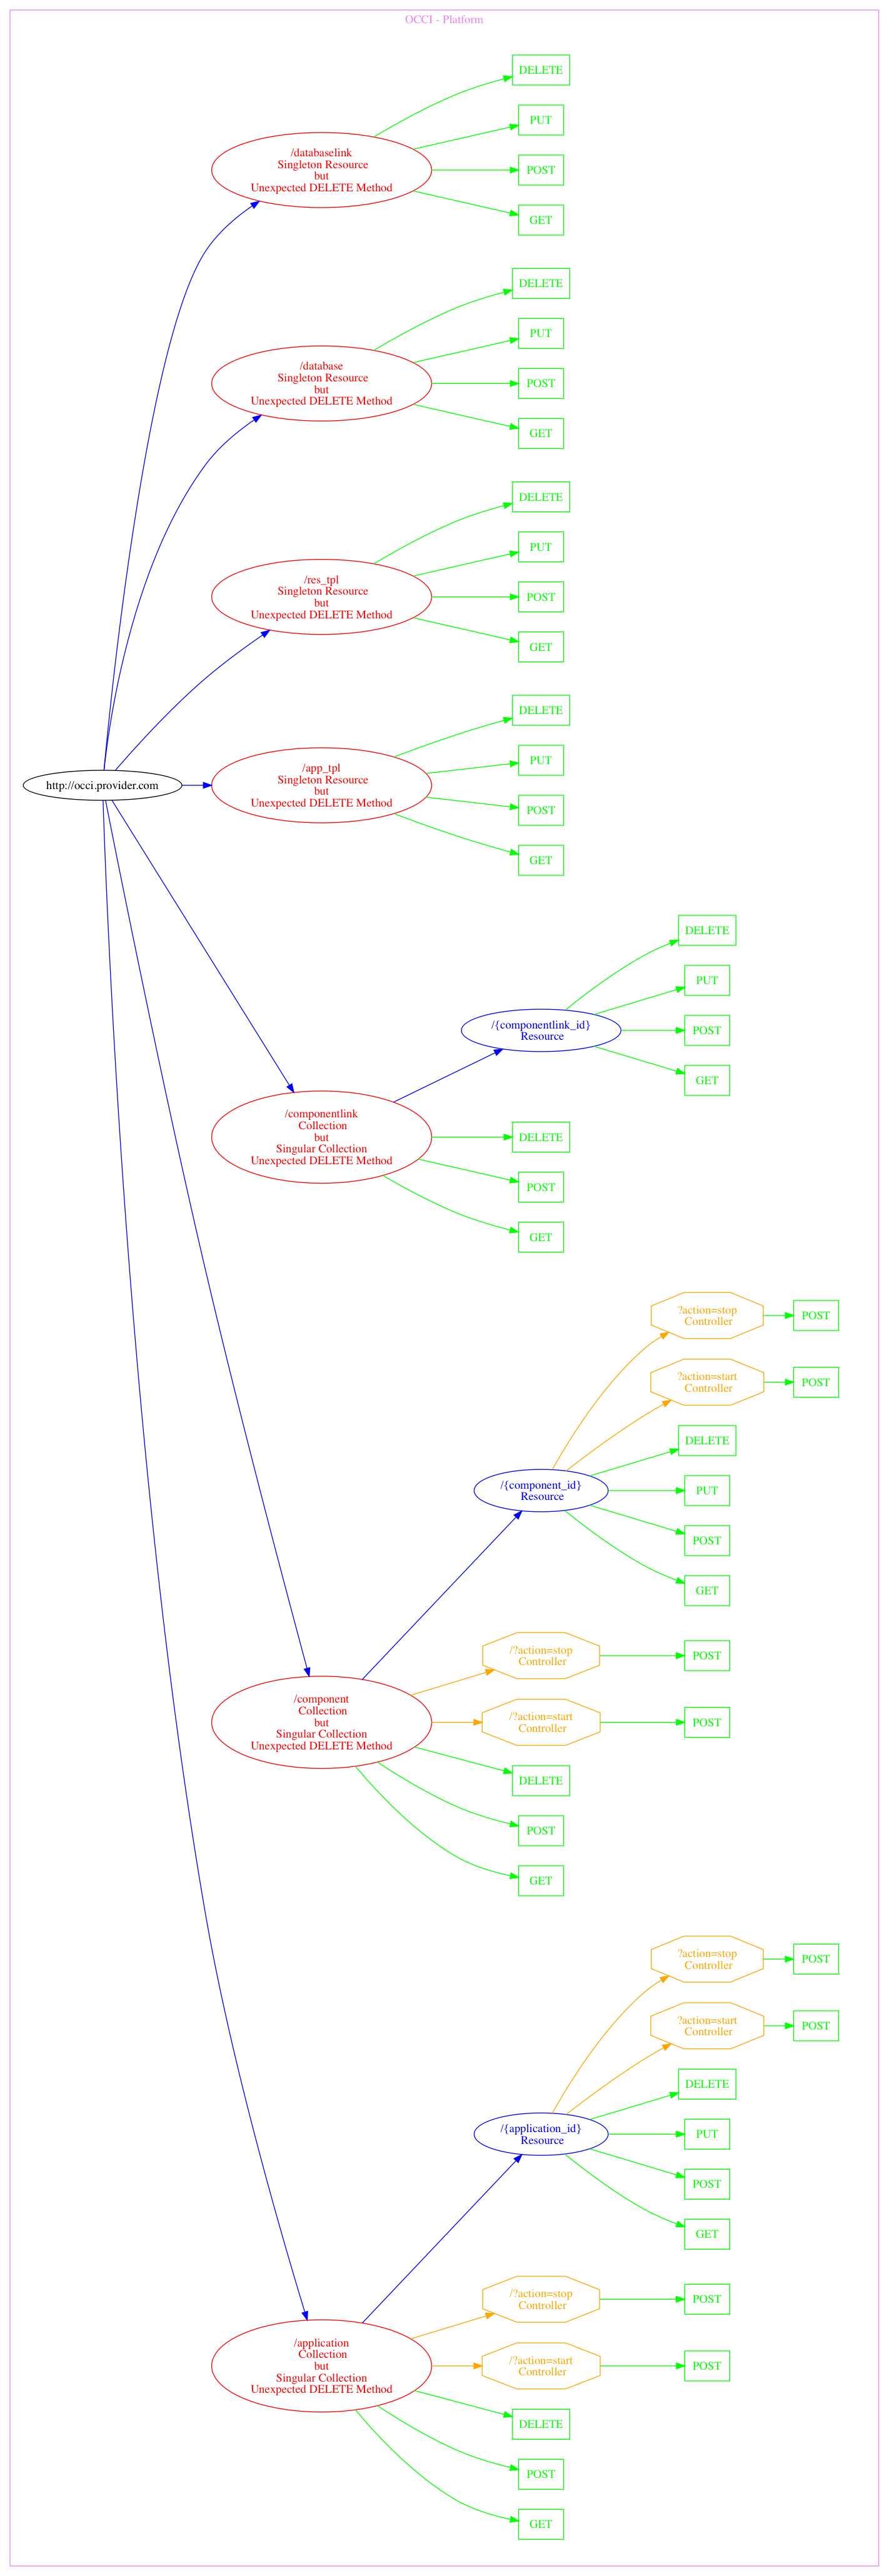 OCCI - Platform
DELETE
PUT
/databaselink
Singleton Resource
but
Unexpected DELETE Method
POST
GET
DELETE
PUT
/database
Singleton Resource
but
Unexpected DELETE Method
POST
GET
DELETE
PUT
/res_tpl
Singleton Resource
but
Unexpected DELETE Method
POST
GET
DELETE
PUT
http://occi.provider.com
/app_tpl
Singleton Resource
but
Unexpected DELETE Method
POST
GET
DELETE
PUT
/{componentlink_id}
Resource
POST
GET
/componentlink
Collection
but
Singular Collection
Unexpected DELETE Method
DELETE
POST
GET
?action=stop
Controller
POST
?action=start
Controller
POST
DELETE
/{component_id}
Resource
PUT
POST
GET
/?action=stop
Controller
POST
/component
Collection
but
Singular Collection
Unexpected DELETE Method
/?action=start
Controller
POST
DELETE
POST
GET
?action=stop
Controller
POST
?action=start
Controller
POST
DELETE
/{application_id}
Resource
PUT
POST
GET
/?action=stop
Controller
POST
/application
Collection
but
Singular Collection
Unexpected DELETE Method
/?action=start
Controller
POST
DELETE
POST
GET